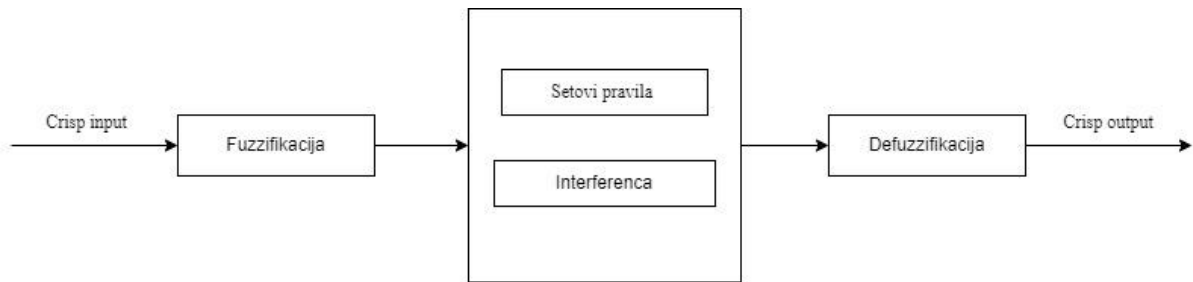 Crisp input
Fuzzifikacija
Setovi pravila
Interferenca
Defuzzifikacija
Crisp output